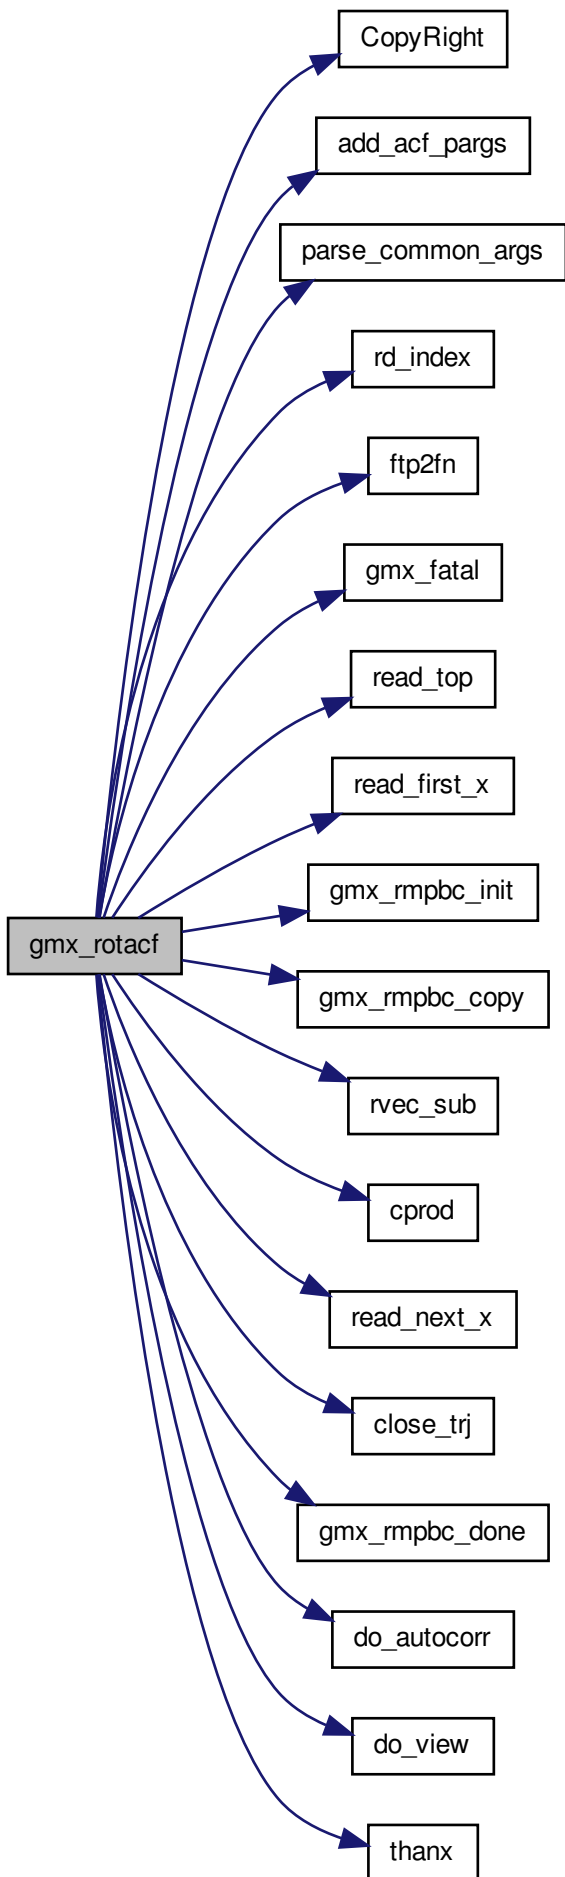 CopyRight
add_acf_pargs
parse_common_args
rd_index
ftp2fn
gmx_fatal
read_top
read_first_x
gmx_rmpbc_init
gmx_rotacf
gmx_rmpbc_copy
rvec_sub
cprod
read_next_x
close_trj
gmx_rmpbc_done
do_autocorr
do_view
thanx